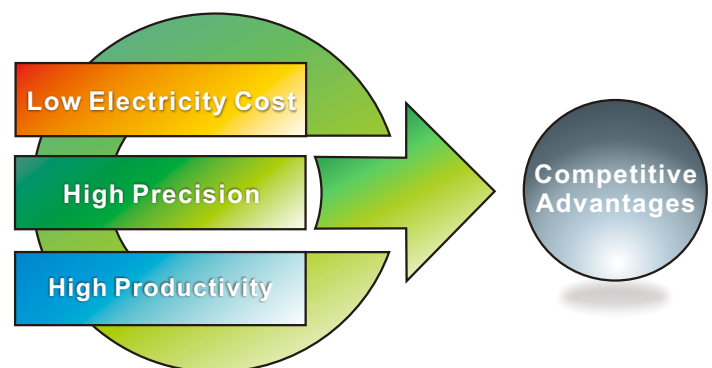 Low Electricity Cost
High Precision
High Productivity
Competitive
Advantages